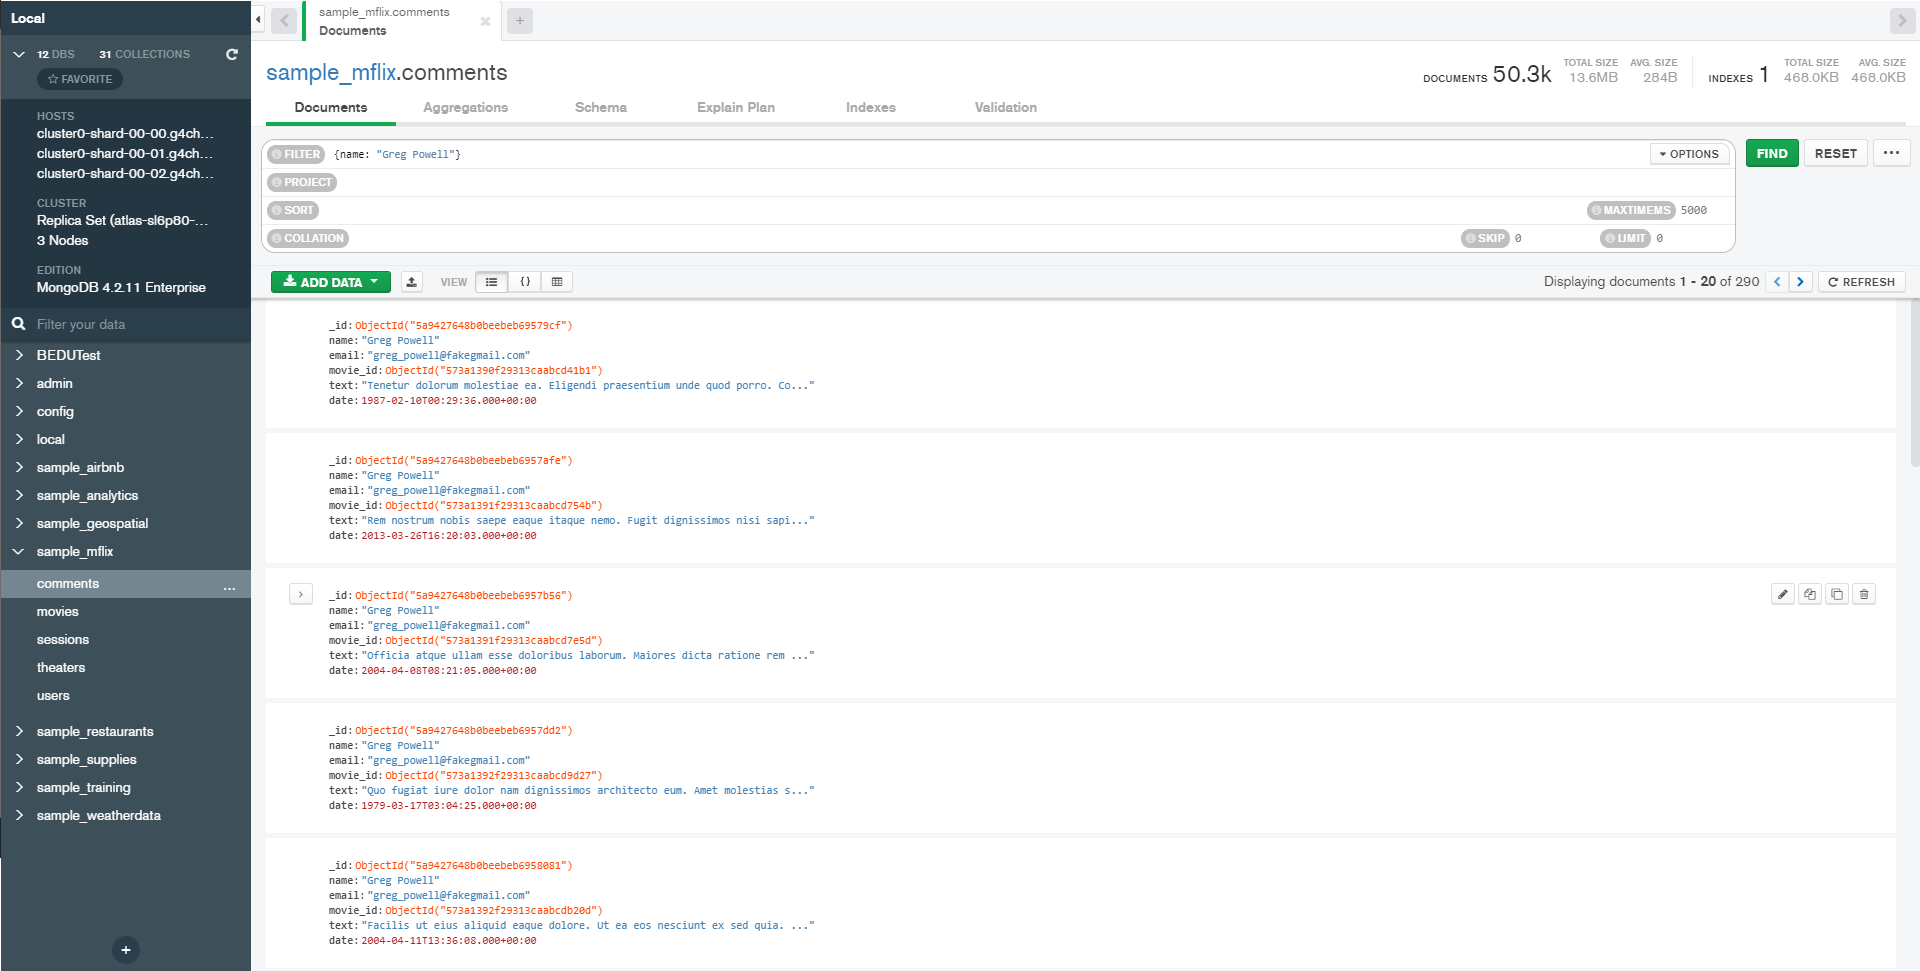 Local
12 DBS 31 COLLECTIONS
FAVORITE
HOSTS
cluster0-shard-00-00.g4ch...
cluster0-shard-00-01.g4ch...
cluster0-shard-00-02.g4ch...
CLUSTER
Replica Set (atlas-sl6p80-...
3 Nodes
EDITION
MongoDB 4.2.11 Enterprise
Filter your data
BEDUTest
admin
config
local
sample_airbnb
sample_analytics
sample_geospatial
sample_mflix
comments ...
movies
sessions
theaters
users
sample_restaurants
sample_supplies
sample_training
sample_weatherdata
+
sample_mflix.comments
Documents
+
sample_mflix.comments
DOCUMENTS 50.3k TOTAL SIZE 13.6MB AVG. SIZE 284B INDEXES 1 TOTAL SIZE 468.0KB AVG. SIZE 468.0KB
Documents Aggregations Schema Explain Plan Indexes Validation
FILTER {name: "Greg Powell"} OPTIONS FIND RESET ...
PROJECT
SORT MAXTIMEMS 5000
COLLATION SKIP 0 LIMIT 0
ADD DATA VIEW {} Displaying documents 1 - 20 of 290 < > REFRESH
_id: ObjectId("5a9427648b0beebeb69579cf")
name: "Greg Powell"
email: "greg_powell@fakegmail.com"
movie_id: ObjectId("573a1390f29313caabcd41b1")
text: "Tenetur dolorum molestiae ea. Eligendi praesentium unde quod porro. Co..."
date: 1987-02-10T00:29:36.000+00:00
_id: ObjectId("5a9427648b0beebeb6957afe")
name: "Greg Powell"
email: "greg_powell@fakegmail.com"
movie_id: ObjectId("573a1391f29313caabcd754b")
text: "Rem nostrum nobis saepe eaque itaque nemo. Fugit dignissimos nisi sapi..."
date: 2013-03-26T16:20:03.000+00:00
_id: ObjectId("5a9427648b0beebeb6957b56")
name: "Greg Powell"
email: "greg_powell@fakegmail.com"
movie_id: ObjectId("573a1391f29313caabcd7e5d")
text: "Officia atque ullam esse doloribus laborum. Maiores dicta ratione rem ..."
date: 2004-04-08T08:21:05.000+00:00
_id: ObjectId("5a9427648b0beebeb6957dd2")
name: "Greg Powell"
email: "greg_powell@fakegmail.com"
movie_id: ObjectId("573a1392f29313caabcd9d27")
text: "Quo fugiat iure dolor nam dignissimos architecto eum. Amet molestias s..."
date: 1979-03-17T03:04:25.000+00:00
_id: ObjectId("5a9427648b0beebeb6958081")
name: "Greg Powell"
email: "greg_powell@fakegmail.com"
movie_id: ObjectId("573a1392f29313caabcdb20d")
text: "Facilis ut eius aliquid eaque dolore. Ut ea eos nesciunt ex sed quia. ..."
date: 2004-04-11T13:36:08.000+00:00